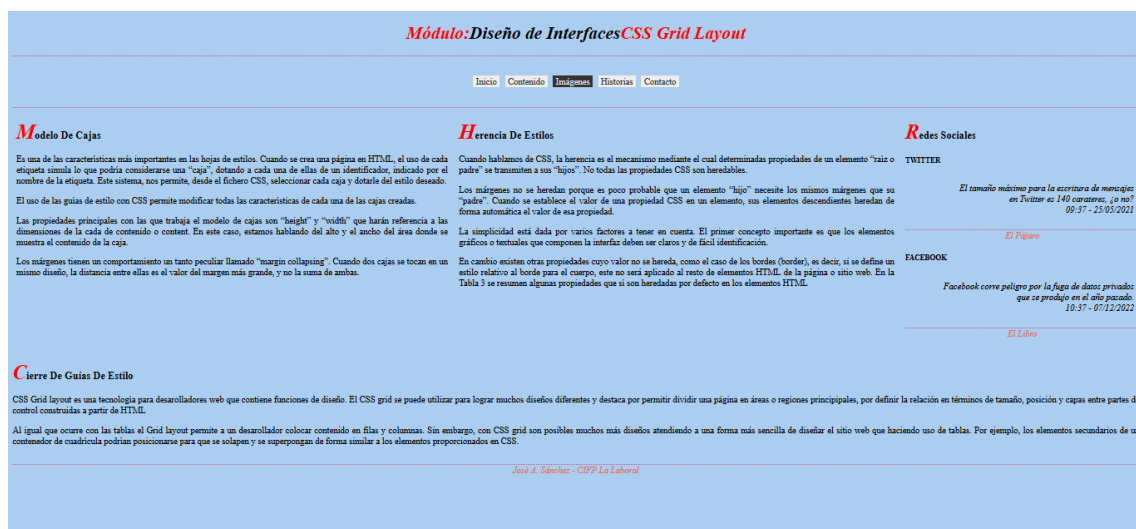 Módulo:Diseño de InterfacesCSS Grid Layout
Inicio Contenido Imágenes Historias Contacto
Modelo De Cajas
Es una de las características más importantes en las hojas de estilos. Cuando se crea una página en HTML, el uso de cada
etiqueta simula lo que podría considerarse una “caja”, dotando a cada una de ellas de un identificador, indicado por el
nombre de la etiqueta. Este sistema, nos permite, desde el fichero CSS, seleccionar cada caja y dotarle del estilo deseado.
El uso de las guías de estilo con CSS permite modificar todas las características de cada una de las cajas creadas.
Las propiedades principales con las que trabaja el modelo de cajas son “height” y “width” que harán referencia a las
dimensiones de la cada de contenido o content. En este caso, estamos hablando del alto y el ancho del área donde se
muestra el contenido de la caja.
Los márgenes tienen un comportamiento un tanto peculiar llamado “margin collapsing”. Cuando dos cajas se tocan en un
mismo diseño, la distancia entre ellas es el valor del margen más grande, y no la suma de ambas.
Herencia De Estilos
Cuando hablamos de CSS, la herencia es el mecanismo mediante el cual determinadas propiedades de un elemento “raíz o
padre” se transmiten a sus “hijos”. No todas las propiedades CSS son heredables.
Los márgenes no se heredan porque es poco probable que un elemento “hijo” necesite los mismos márgenes que su
“padre”. Cuando se establece el valor de una propiedad CSS en un elemento, sus elementos descendientes heredan de
forma automática el valor de esa propiedad.
La simplicidad está dada por varios factores a tener en cuenta. El primer concepto importante es que los elementos
gráficos o textuales que componen la interfaz deben ser claros y de fácil identificación.
En cambio existen otras propiedades cuyo valor no se hereda, como el caso de los bordes (border), es decir, si se define un
estilo relativo al borde para el cuerpo, este no será aplicado al resto de elementos HTML de la página o sitio web. En la
Tabla 3 se resumen algunas propiedades que si son heredadas por defecto en los elementos HTML
Redes Sociales
TWITTER
El tamaño máximo para la escritura de mensajes
en Twitter es 140 carateres, ¿o no?
09:37 - 25/05/2021
El Pájaro
FACEBOOK
Facebook corre peligro por la fuga de datos privados
que se produjo en el año pasado.
10:37 - 07/12/2022
El Libro
Cierre De Guías De Estilo
CSS Grid layout es una tecnología para desarolladores web que contiene funciones de diseño. El CSS grid se puede utilizar para lograr muchos diseños diferentes y destaca por permitir dividir una página en áreas o regiones principipales, por definir la relación en términos de tamaño, posición y capas entre partes d
control construidas a partir de HTML
Al igual que ocurre con las tablas el Grid layout permite a un desarollador colocar contenido en filas y columnas. Sin embargo, con CSS grid son posibles muchos más diseños atendiendo a una forma más sencilla de diseñar el sitio web que haciendo uso de tablas. Por ejemplo, los elementos secundarios de u
contenedor de cuadrícula podrían posicionarse para que se solapen y se superpongan de forma similar a los elementos proporcionados en CSS.
José A. Sánchez - CIFP La Laboral